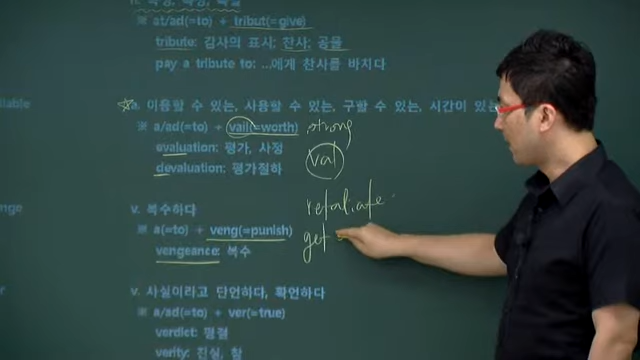 ※ at/ad(=to) + tribut(=give)
tribute: 감사의 표시; 찬사; 공물
pay a tribute to: ...에게 찬사를 바치다
ilable
☆a. 이용할 수 있는, 사용할 수 있는, 구할 수 있는, 시간이 있는
※ a/ad(=to) + vail(=worth) strong
evaluation: 평가, 사정 val
devaluation: 평가절하
nge
v. 복수하다 retaliate
※ a(=to) + veng(=punish) get
vengeance: 복수
v. 사실이라고 단언하다, 확언하다
※ a/ad(=to) + ver(=true)
verdict: 평결
verity: 진실, 참